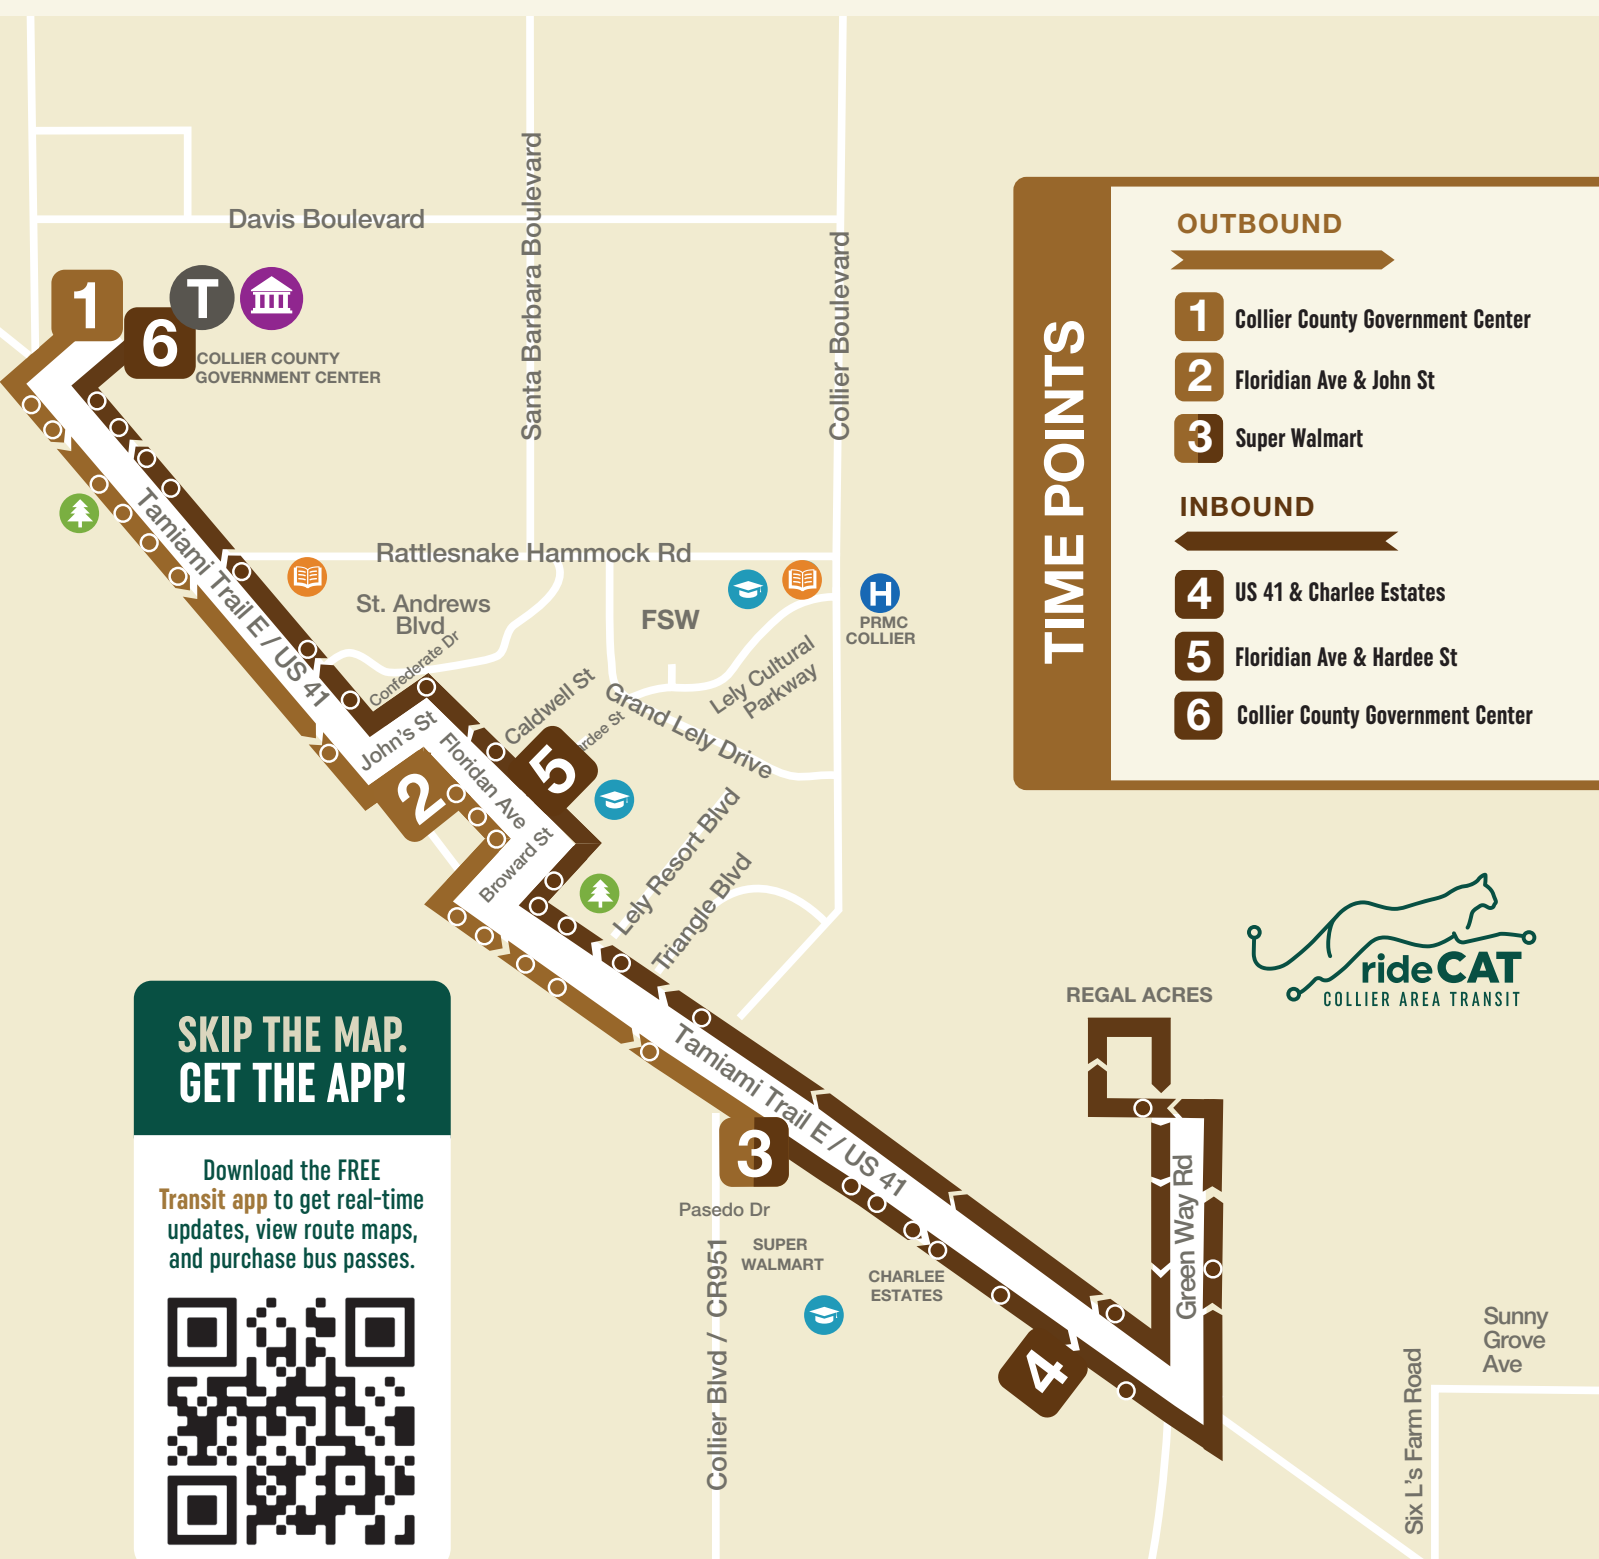 Davis Boulevard
Santa Barbara Boulevard
Collier Boulevard
1
6
T
COLLIER COUNTY
GOVERNMENT CENTER
Tamiami Trail E / US 41
Rattlesnake Hammock Rd
St. Andrews
Blvd
Confederate Dr
FSW
H
PRMC
COLLIER
Lely Cultural
Parkway
Caldwell St
ardee St
Grand Lely Drive
John's St
Floridan Ave
2
5
Broward St
Lely Resort Blvd
Triangle Blvd
Tamiami Trail E / US 41
3
Pasedo Dr
SUPER
WALMART
Collier Blvd / CR951
CHARLEE
ESTATES
4
REGAL ACRES
Green Way Rd
Six L's Farm Road
Sunny
Grove
Ave
TIME POINTS
OUTBOUND
1 Collier County Government Center
2 Floridian Ave & John St
3 Super Walmart
INBOUND
4 US 41 & Charlee Estates
5 Floridian Ave & Hardee St
6 Collier County Government Center
rideCAT
COLLIER AREA TRANSIT
SKIP THE MAP.
GET THE APP!
Download the FREE
Transit app to get real-time
updates, view route maps,
and purchase bus passes.